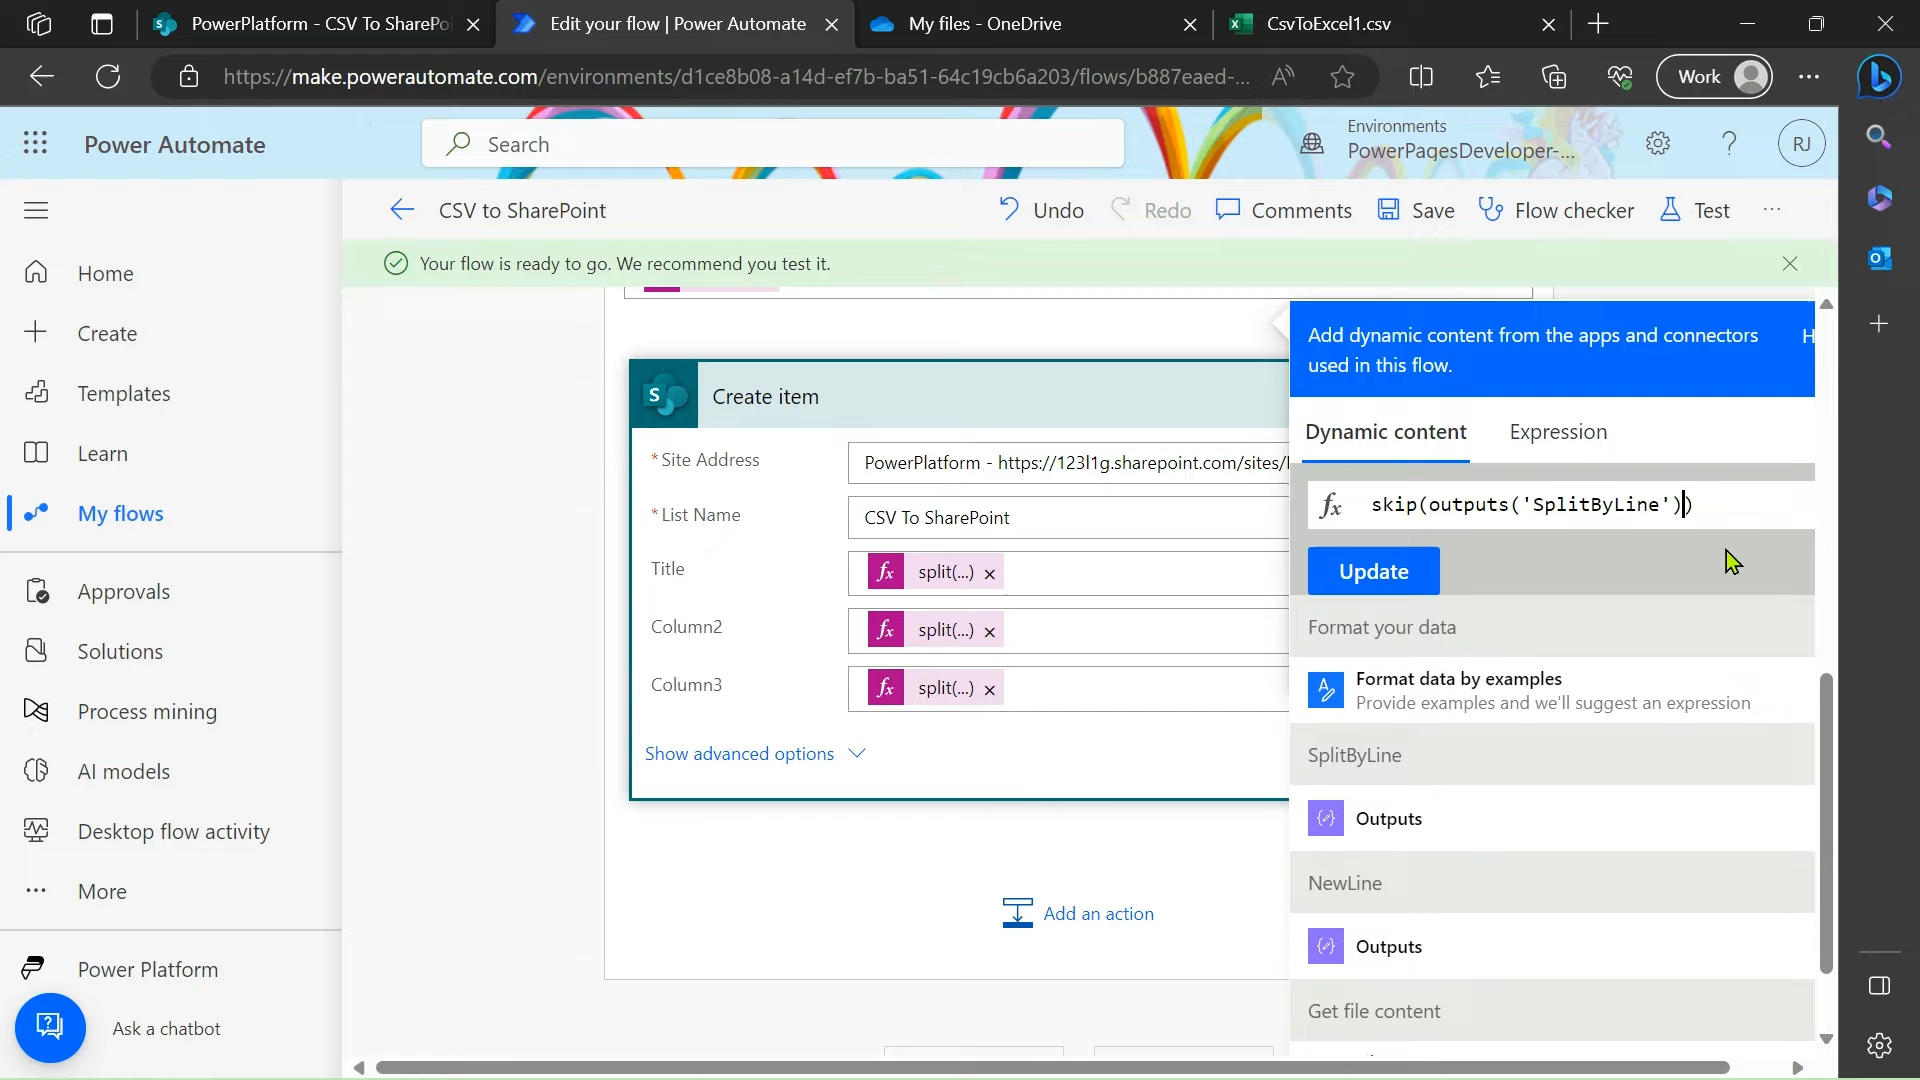 PowerPlatform - CSV To SharePo
Edit your flow | Power Automate
My files - OneDrive
CsvToExcel1.csv
https://make.powerautomate.com/environments/d1ce8b08-a14d-ef7b-ba51-64c19cb6a203/flows/b887eaed-...
Work
Power Automate
Search
Environments
PowerPagesDeveloper-...
RJ
CSV to SharePoint
Undo
Redo
Comments
Save
Flow checker
Test
Your flow is ready to go. We recommend you test it.
Home
Create
Templates
Learn
My flows
Approvals
Solutions
Process mining
AI models
Desktop flow activity
More
Power Platform
Ask a chatbot
Create item
* Site Address
PowerPlatform - https://123l1g.sharepoint.com/sites/
* List Name
CSV To SharePoint
Title
split(...) ×
Column2
split(...) ×
Column3
split(...) ×
Show advanced options
Add an action
Add dynamic content from the apps and connectors
used in this flow.
H
Dynamic content
Expression
fx skip(outputs('SplitByLine'))
Update
Format your data
Format data by examples
Provide examples and we'll suggest an expression
SplitByLine
Outputs
NewLine
Outputs
Get file content